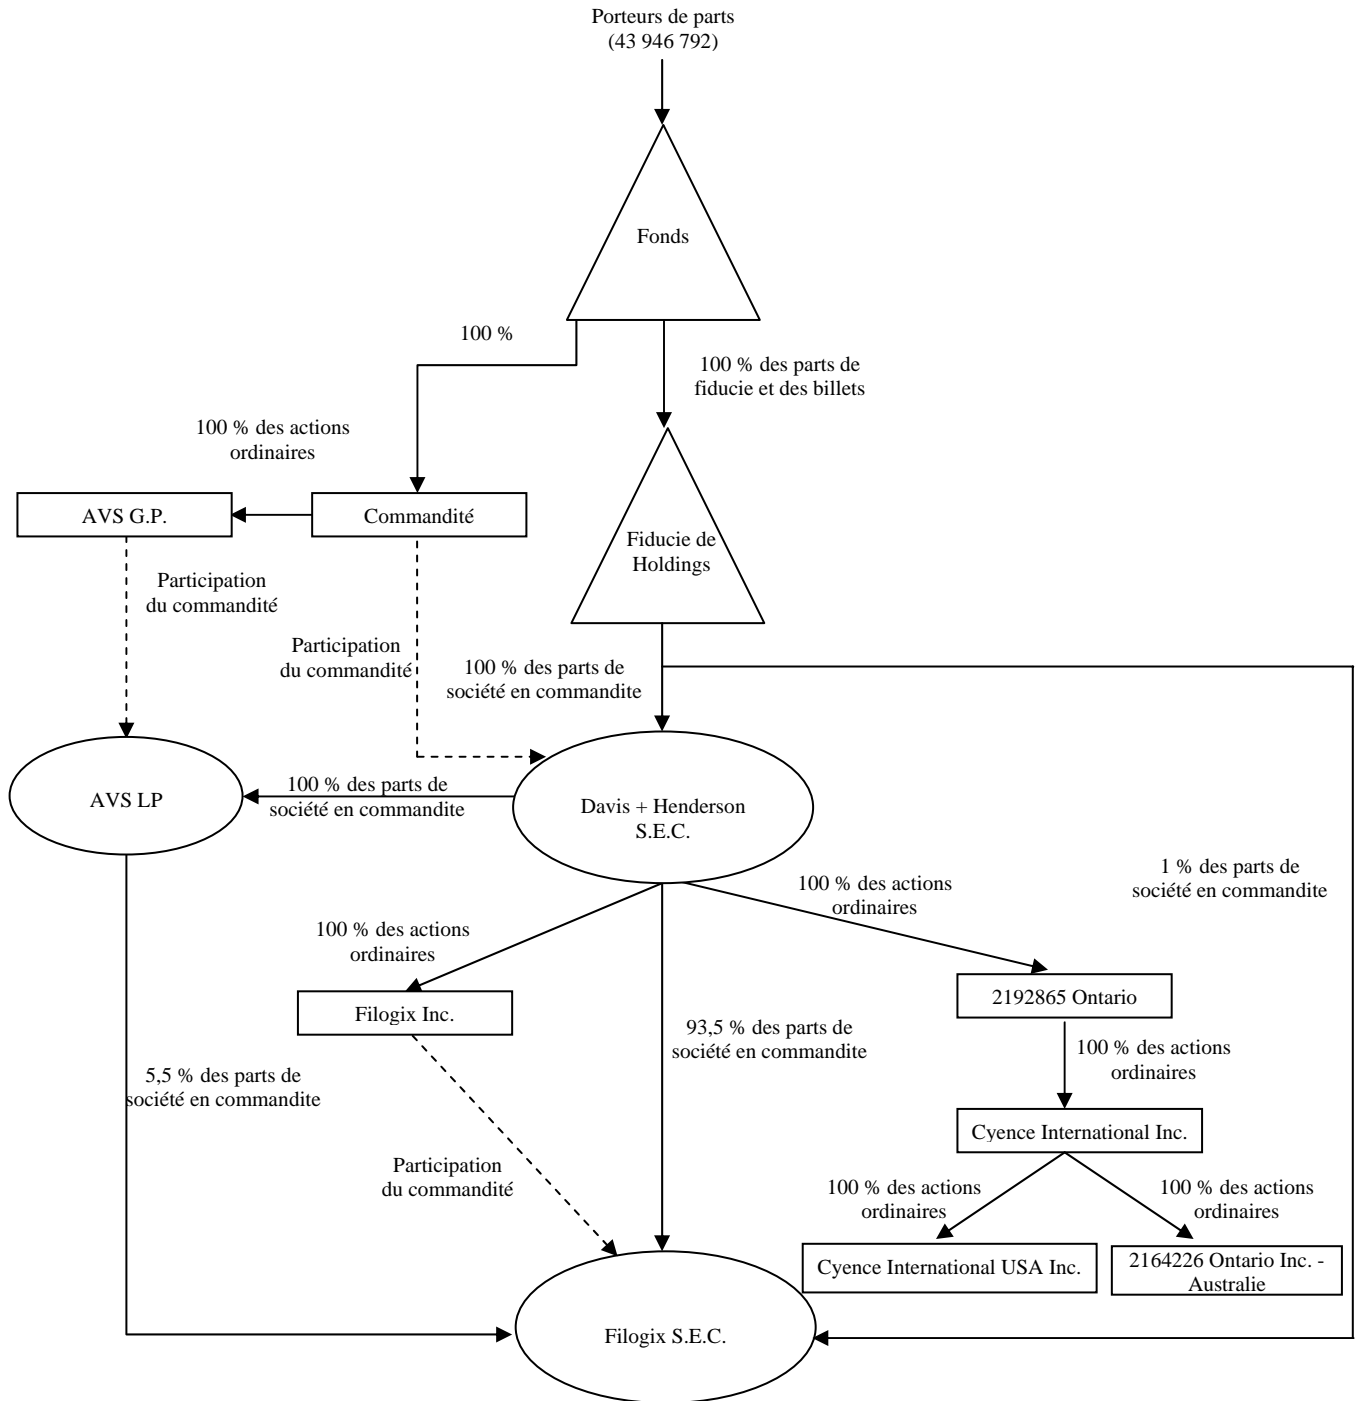 Porteurs de parts
(43 946 792)
Fonds
100 %
100 % des parts de
fiducie et des billets
100 % des actions
ordinaires
AVS G.P.
Commandité
Fiducie de
Holdings
Participation
du commandité
Participation
du commandité
100 % des parts de
société en commandite
AVS LP
100 % des parts de
société en commandite
Davis + Henderson
S.E.C.
1 % des parts de
société en commandite
100 % des actions
ordinaires
100 % des actions
ordinaires
2192865 Ontario
Filogix Inc.
93,5 % des parts de
société en commandite
100 % des actions
ordinaires
5,5 % des parts de
société en commandite
Cyence International Inc.
Participation
du commandité
100 % des actions
ordinaires
100 % des actions
ordinaires
Cyence International USA Inc.
2164226 Ontario Inc. -
Australie
Filogix S.E.C.